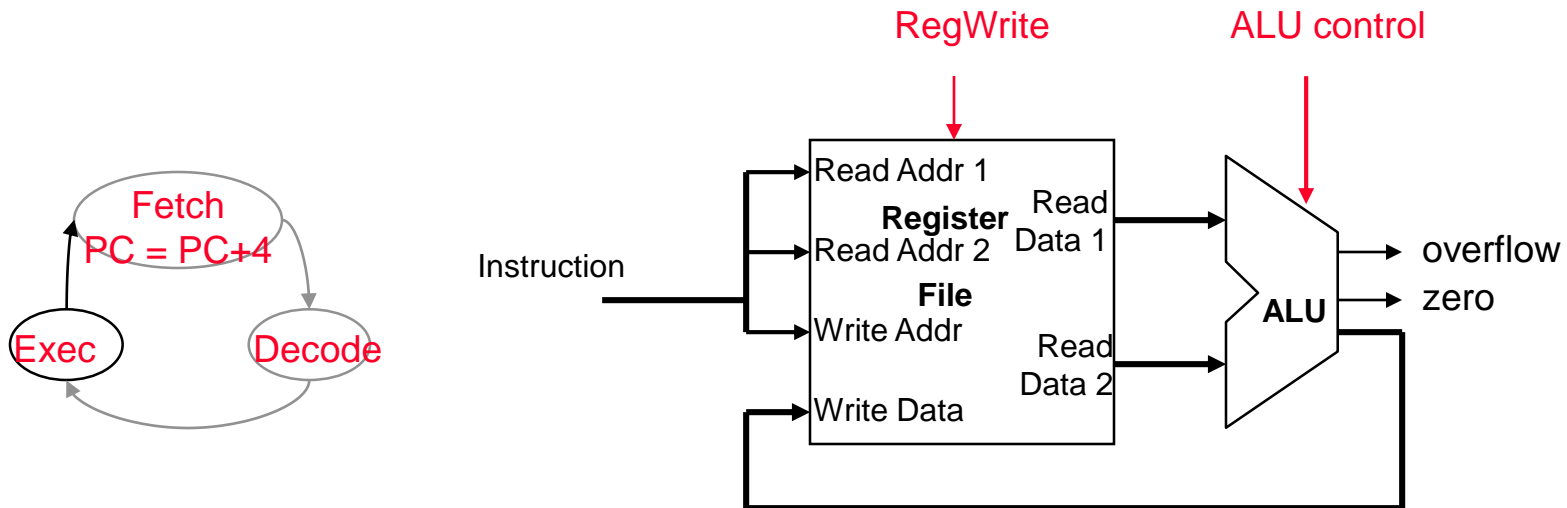 RegWrite
ALU control
Fetch
PC = PC+4
Exec
Decode
Instruction
Read Addr 1
Register
Read Addr 2
File
Write Addr
Write Data
Read
Data 1
Read
Data 2
ALU
overflow
zero